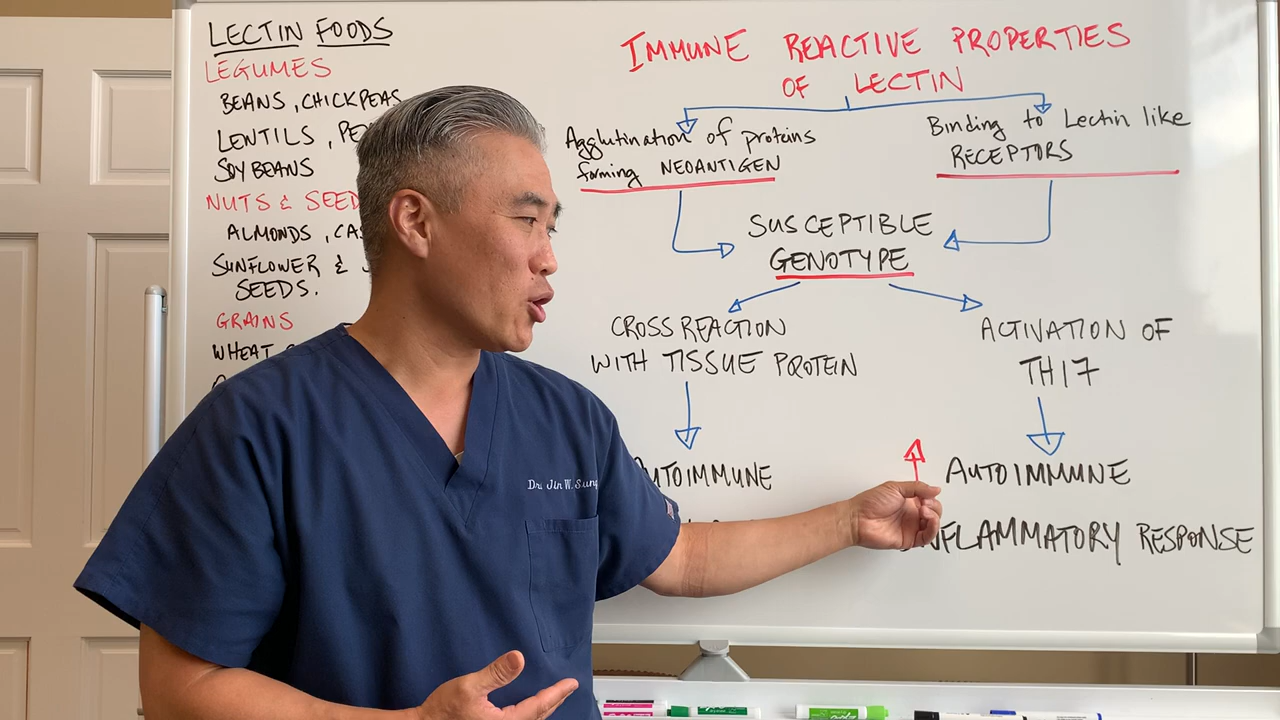 LECTIN FOODS
LEGUMES
BEANS, CHICKPEAS
LENTILS,
SOYBEANS
NUTS & SEED
ALMONDS,
SUNFLOWER &
SEEDS.
GRAINS
WHEAT
IMMUNE REACTIVE PROPERTIES
OF LECTIN
Agglutination of proteins
forming NEOANTIGEN
Binding to Lectin like
RECEPTORS
SUSCEPTIBLE
GENOTYPE
CROSS REACTION
WITH TISSUE PROTEIN
ACTIVATION OF
TH17
AUTOIMMUNE
AUTOIMMUNE
INFLAMMATORY RESPONSE
Dr. Jin W. Sung